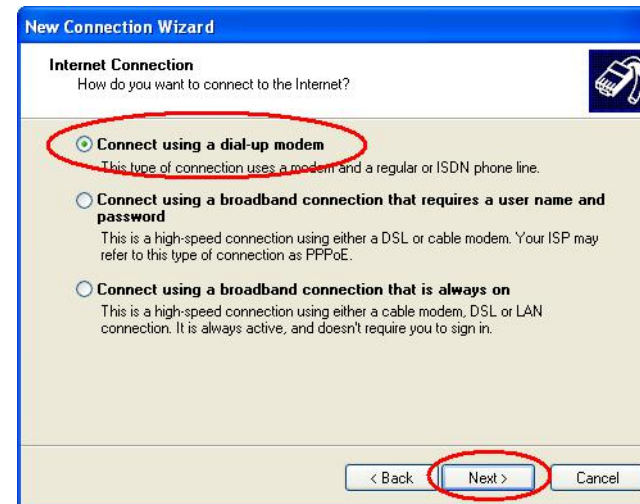 New Connection Wizard
Internet Connection
How do you want to connect to the Internet?
Connect using a dial-up modem
This type of connection uses a modem and a regular or ISDN phone line.
Connect using a broadband connection that requires a user name and
password
This is a high-speed connection using either a DSL or cable modem. Your ISP may
refer to this type of connection as PPPoE.
Connect using a broadband connection that is always on
This is a high-speed connection using either a cable modem, DSL or LAN
connection. It is always active, and doesn't require you to sign in.
< Back Next > Cancel